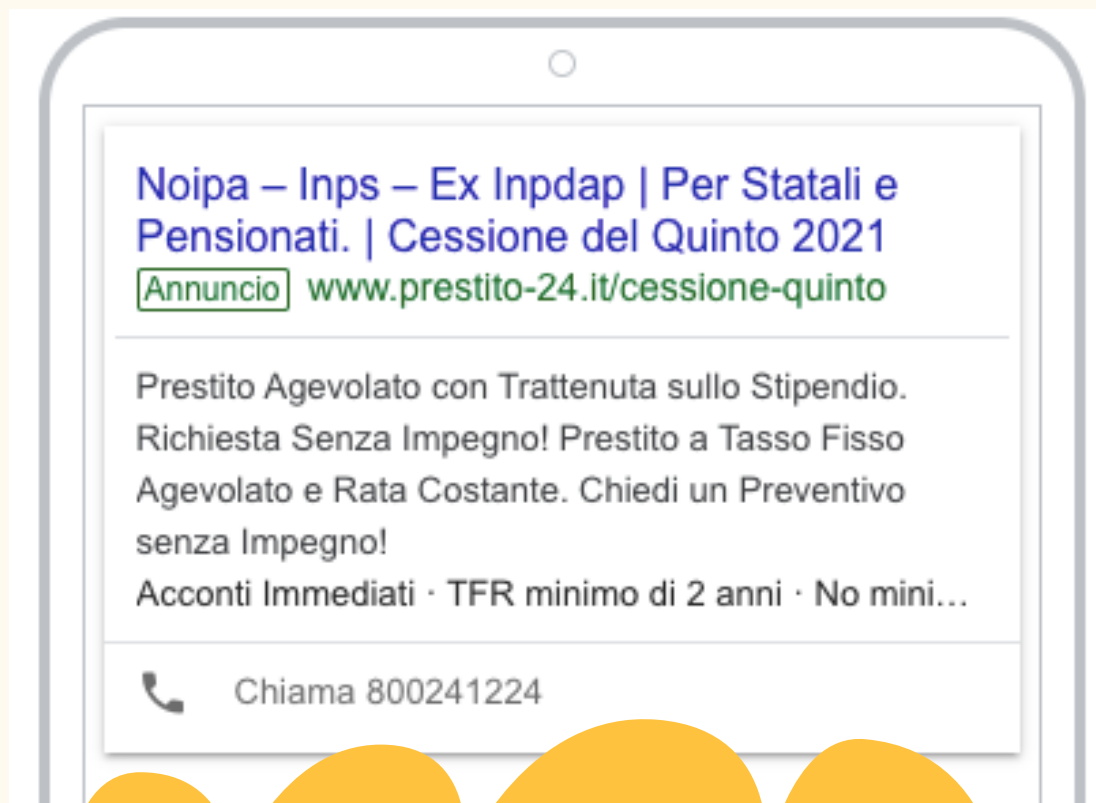 Noipa – Inps – Ex Inpdap | Per Statali e
Pensionati. | Cessione del Quinto 2021
Annuncio www.prestito-24.it/cessione-quinto
Prestito Agevolato con Trattenuta sullo Stipendio.
Richiesta Senza Impegno! Prestito a Tasso Fisso
Agevolato e Rata Costante. Chiedi un Preventivo
senza Impegno!
Acconti Immediati · TFR minimo di 2 anni · No mini…
Chiama 800241224